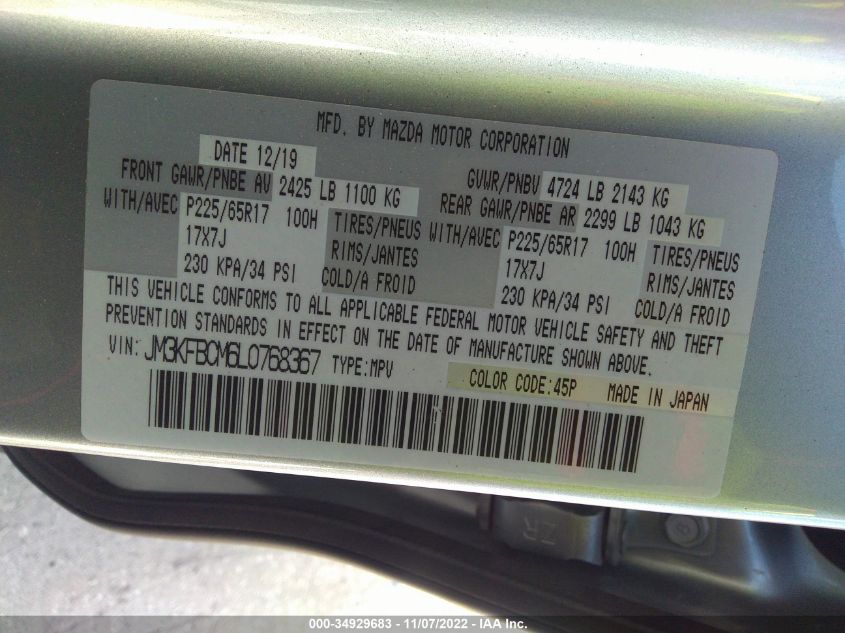 MFD. BY MAZDA MOTOR CORPORATION
DATE 12/19
FRONT GAWR/PNBE AV 2425 LB 1100 KG
WITH/AVEC P225/65R17 100H TIRES/PNEUS
17X7J RIMS/JANTES
230 KPA/34 PSI COLD/A FROID
GVWR/PNBV 4724 LB 2143 KG
REAR GAWR/PNBE AR 2299 LB 1043 KG
WITH/AVEC P225/65R17 100H TIRES/PNEUS
17X7J RIMS/JANTES
230 KPA/34 PSI COLD/A FROID
THIS VEHICLE CONFORMS TO ALL APPLICABLE FEDERAL MOTOR VEHICLE SAFETY AND THEFT
PREVENTION STANDARDS IN EFFECT ON THE DATE OF MANUFACTURE SHOWN ABOVE.
VIN: JM3KFBCM6L0768367 TYPE:MPV
COLOR CODE:45P MADE IN JAPAN
ZR
8
000-34929683 - 11/07/2022 - IAA Inc.